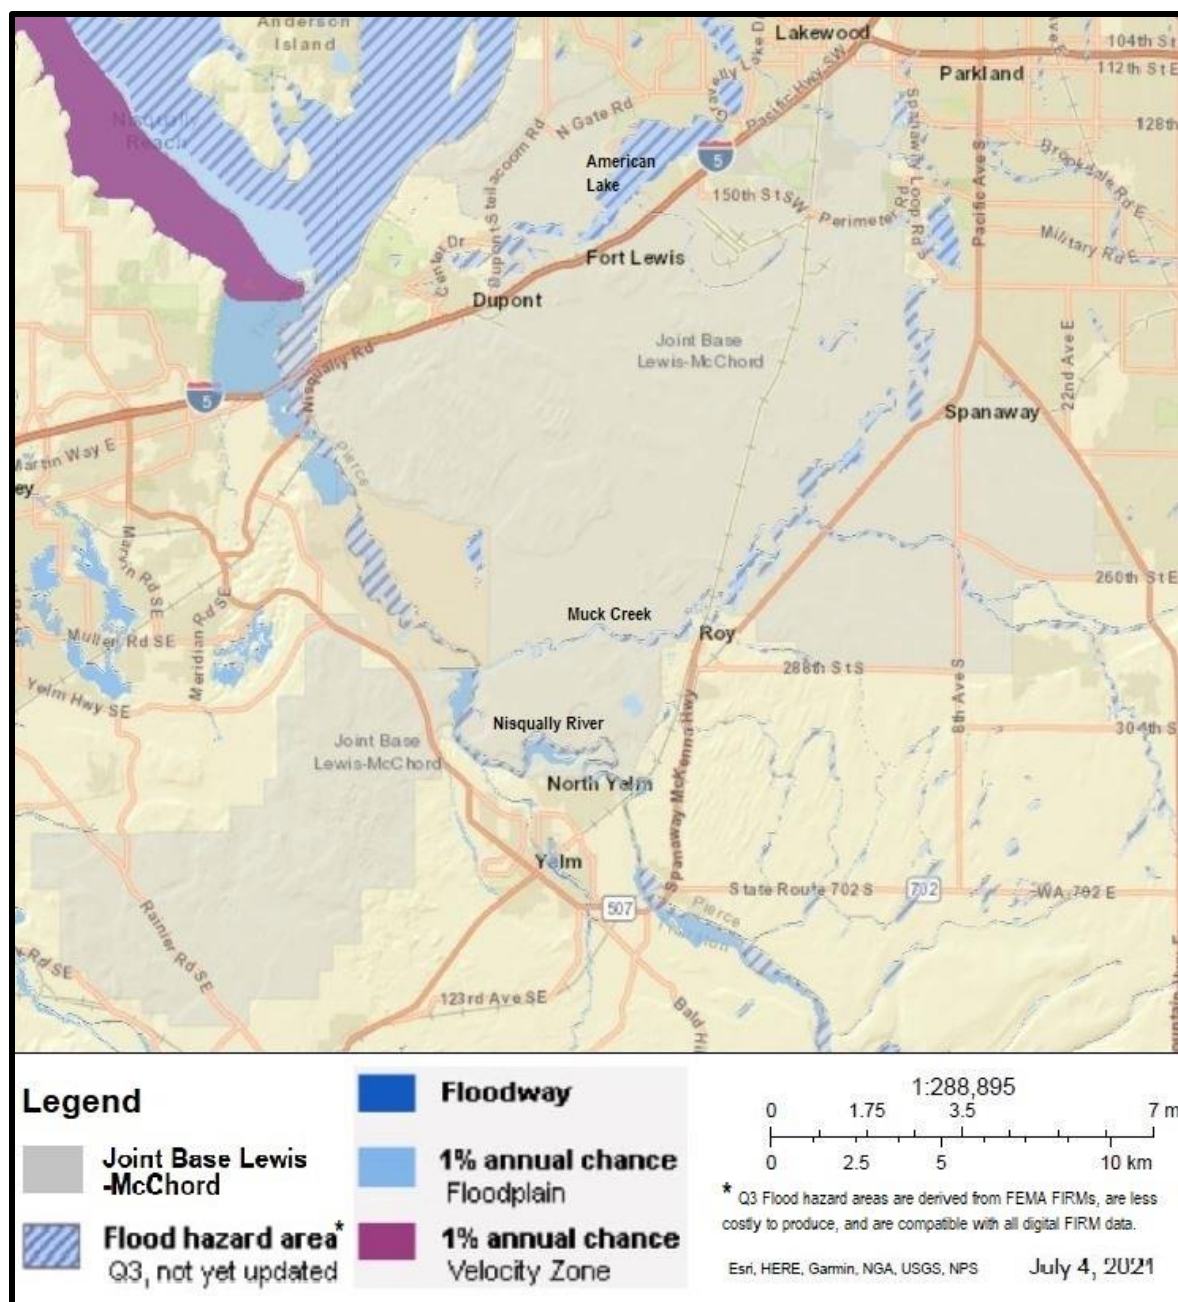 Anderson
Island
Lakewood
104th St
112th St E
Parkland
128th
Nisqually
Reach
N Gate Rd
Pacific Hwy SW
Spanaway Loop Rd
Pacific Ave S
Brookdale Rd E
American
Lake
5
150th St SW
Perimeter Rd
Military Rd E
Center Dr
Dupont Steilacoom Rd
Fort Lewis
Dupont
Joint Base
Lewis-McChord
22nd Ave E
Nisqually Rd
5
Spanaway
Martin Way E
ey
Pierce
Marvin Rd SE
260th St E
Muck Creek
Mullen Rd SE
Meridian Rd SE
Roy
288th St S
8th Ave S
Yelm Hwy SE
Nisqually River
304th S
Joint Base
Lewis-McChord
North Yelm
Spanaway McKenna Hwy
Yelm
State Route 702 S
702
WA 702 E
507
Pierce
Thurston
Rainier Rd SE
Rd SE
123rd Ave SE
Bald Hi
Legend
Joint Base Lewis
-McChord
Flood hazard area*
Q3, not yet updated
Floodway
1% annual chance
Floodplain
1% annual chance
Velocity Zone
1:288,895
0 1.75 3.5 7 m
0 2.5 5 10 km
* Q3 Flood hazard areas are derived from FEMA FIRMs, are less
costly to produce, and are compatible with all digital FIRM data.
Esri, HERE, Garmin, NGA, USGS, NPS July 4, 2021